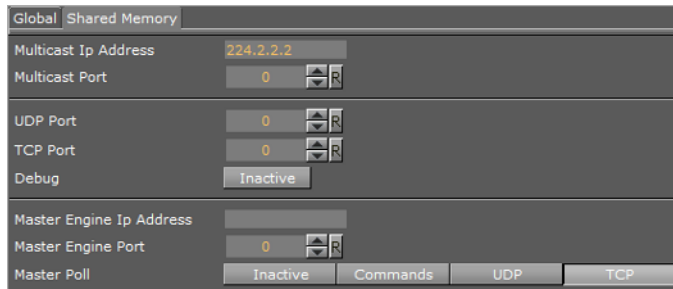 Global Shared Memory
Multicast Ip Address 224.2.2.2
Multicast Port 0 R
UDP Port 0 R
TCP Port 0 R
Debug Inactive
Master Engine Ip Address
Master Engine Port 0 R
Master Poll Inactive Commands UDP TCP